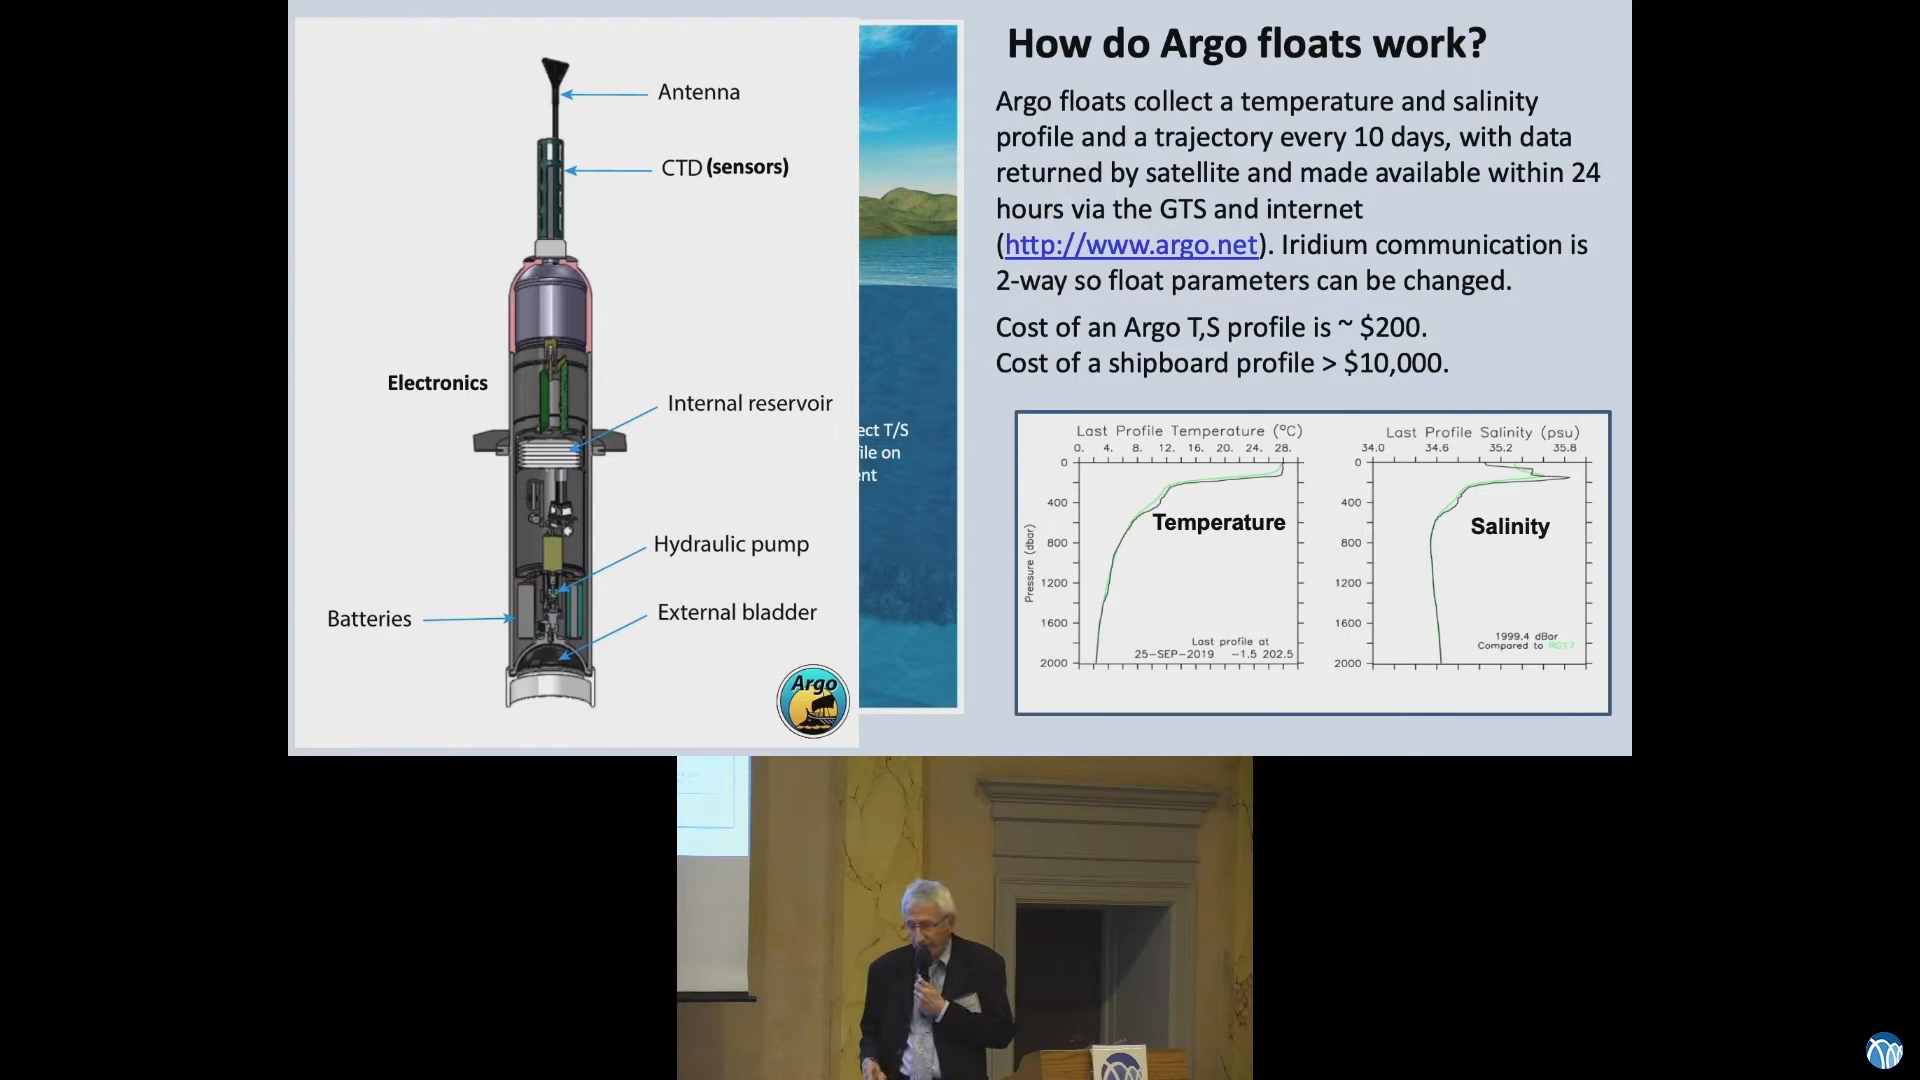 Antenna
CTD (sensors)
Electronics
Internal reservoir
Hydraulic pump
Batteries
External bladder
Argo
ect T/S
file on
ent
How do Argo floats work?
Argo floats collect a temperature and salinity
profile and a trajectory every 10 days, with data
returned by satellite and made available within 24
hours via the GTS and internet
(http://www.argo.net). Iridium communication is
2-way so float parameters can be changed.
Cost of an Argo T,S profile is ~ $200.
Cost of a shipboard profile > $10,000.
Last Profile Temperature (°C)
0. 4. 8. 12. 16. 20. 24. 28.
Pressure (dbar)
0
400
800
1200
1600
2000
Temperature
Last profile at
25-SEP-2019 -1.5 202.5
Last Profile Salinity (psu)
34.0 34.6 35.2 35.8
0
400
800
1200
1600
2000
Salinity
1999.4 dBar
Compared to RG17